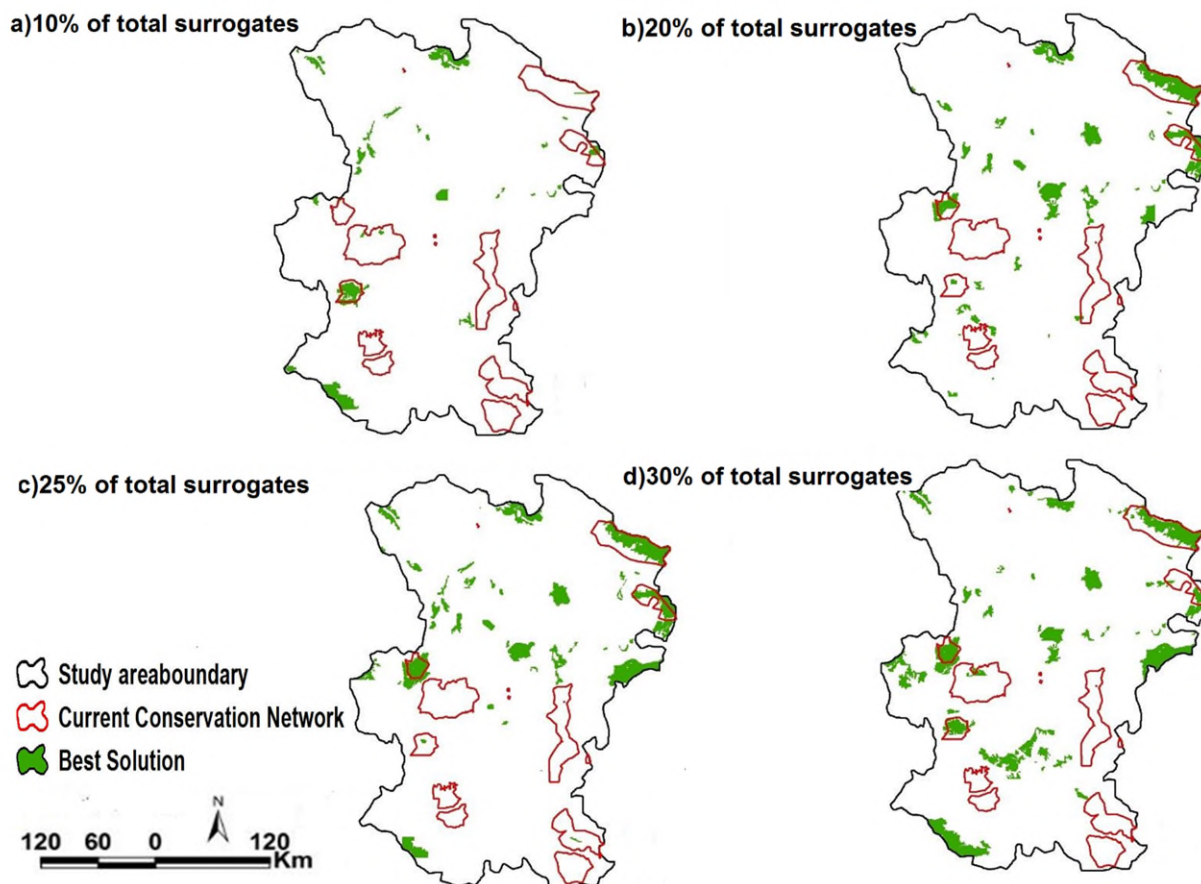 a)10% of total surrogates
b)20% of total surrogates
c)25% of total surrogates
d)30% of total surrogates
Study areaboundary
Current Conservation Network
Best Solution
N
120 60 0 120
Km